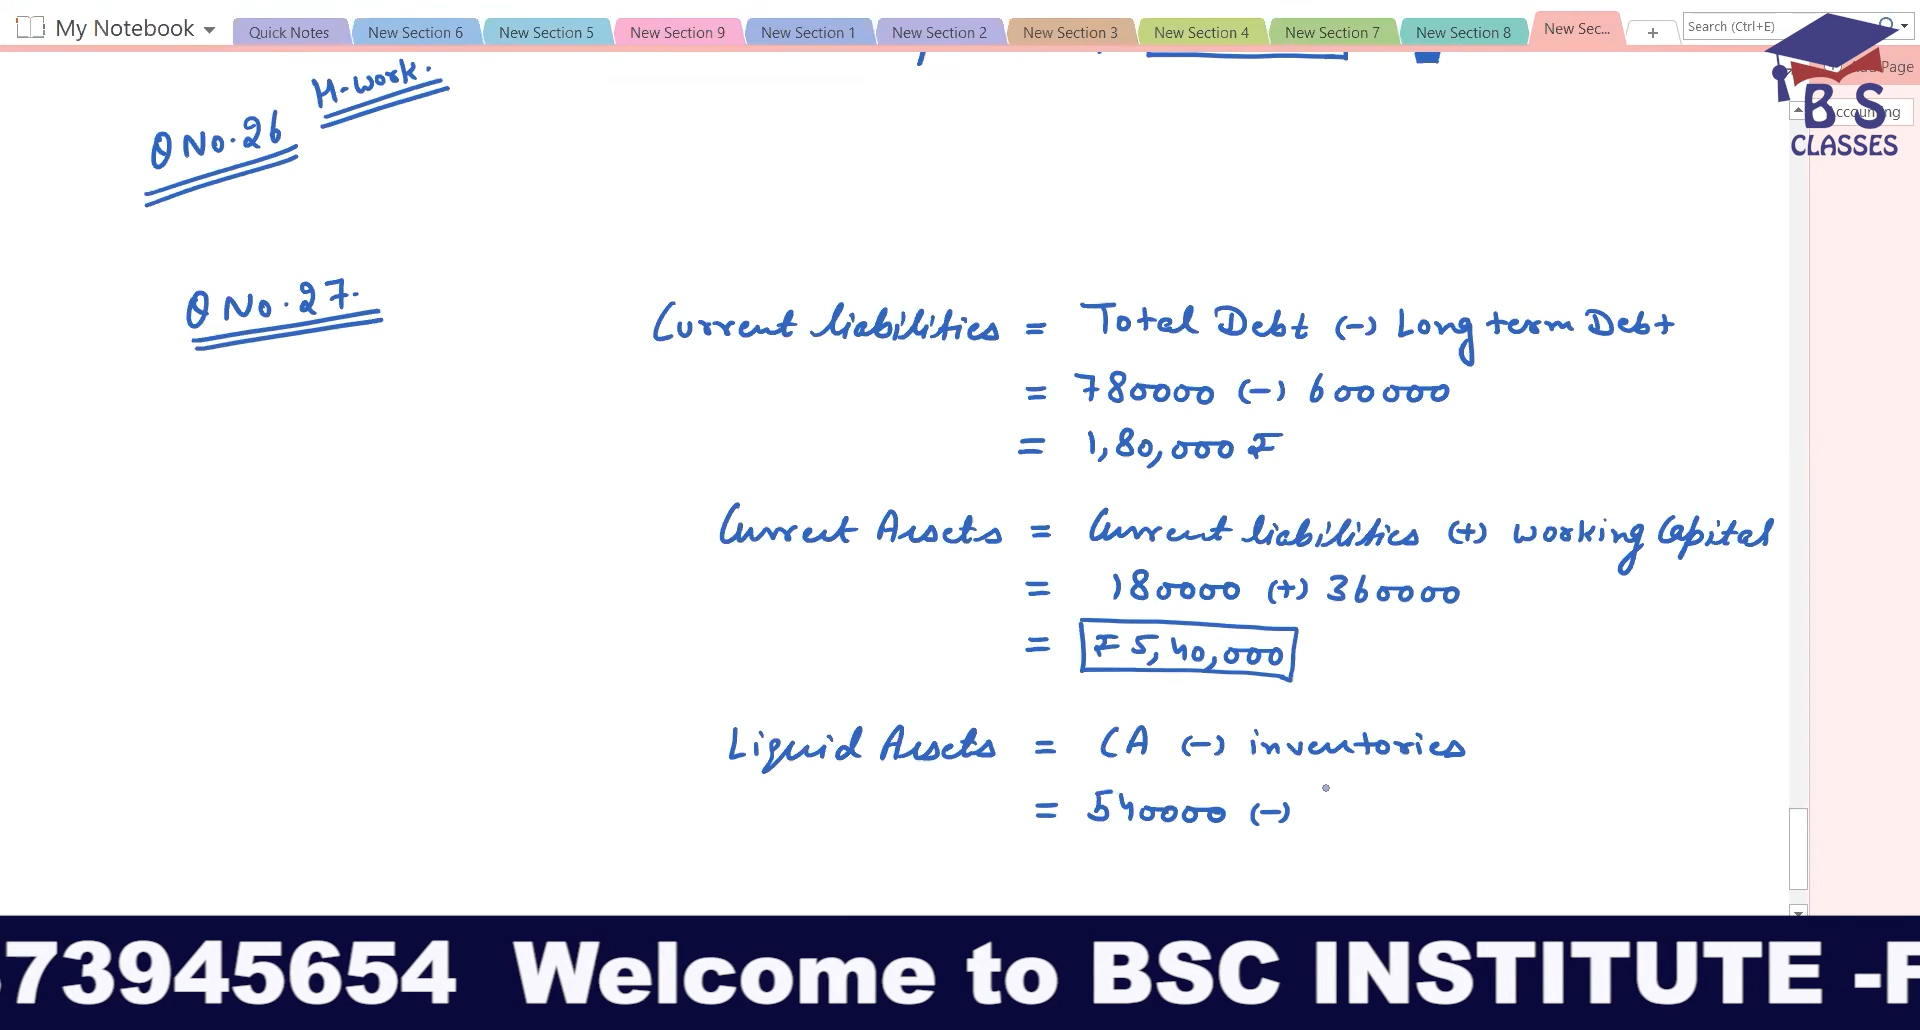 My Notebook
Quick Notes New Section 6 New Section 5 New Section 9 New Section 1 New Section 2 New Section 3 New Section 4 New Section 7 New Section 8 New Sec... +
Search (Ctrl+E)
Page
BS
CLASSES
H-work.
Q No. 26
Q No. 27.
Current liabilities = Total Debt (-) Long term Debt
= 780000 (-) 600000
= 1,80,000 ₹
Current Assets = Current liabilities (+) working Capital
= 180000 (+) 360000
= ₹ 5,40,000
Liquid Assets = CA (-) inventories
= 540000 (-)
73945654 Welcome to BSC INSTITUTE -F